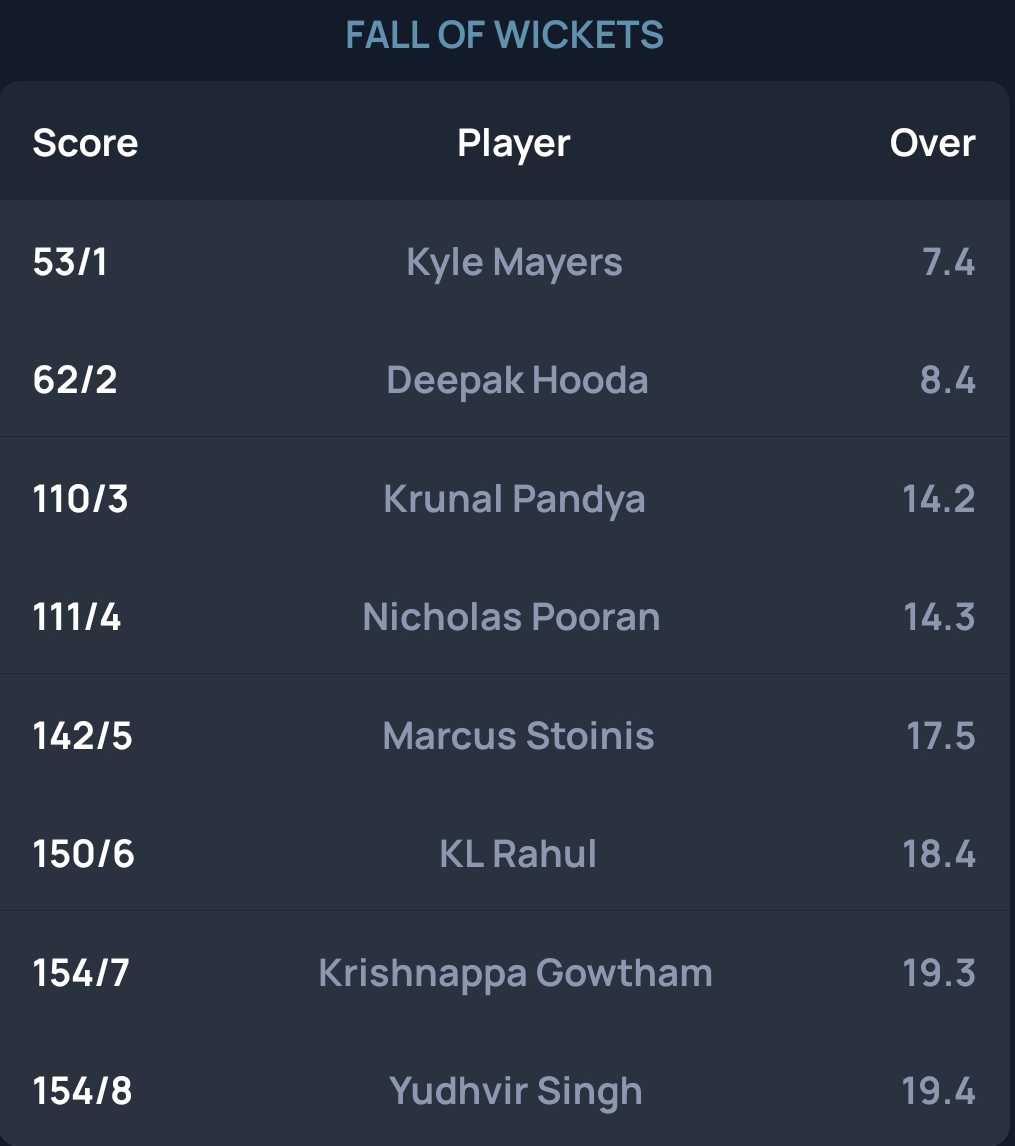 FALL OF WICKETS
Score Player Over
53/1 Kyle Mayers 7.4
62/2 Deepak Hooda 8.4
110/3 Krunal Pandya 14.2
111/4 Nicholas Pooran 14.3
142/5 Marcus Stoinis 17.5
150/6 KL Rahul 18.4
154/7 Krishnappa Gowtham 19.3
154/8 Yudhvir Singh 19.4